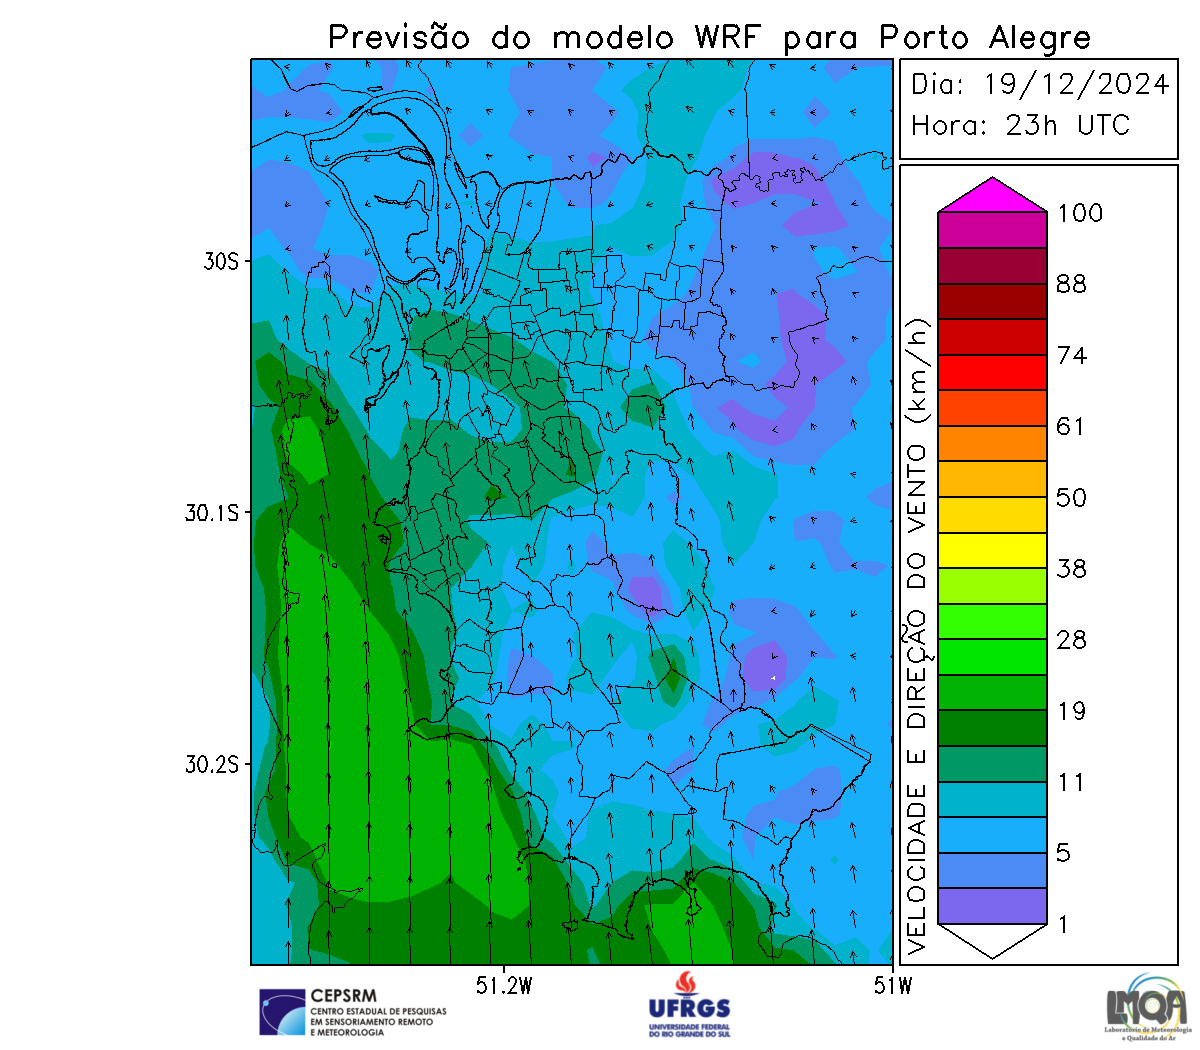 Previsão do modelo WRF para Porto Alegre
Dia: 19/12/2024
Hora: 23h UTC
30S
30.1S
30.2S
51.2W
51W
VELOCIDADE E DIREÇÃO DO VENTO (km/h)
100
88
74
61
50
38
28
19
11
5
1
CEPSRM
CENTRO ESTADUAL DE PESQUISAS
EM SENSORIAMENTO REMOTO
E METEOROLOGIA
UFRGS
UNIVERSIDADE FEDERAL
DO RIO GRANDE DO SUL
LMQA
Laboratório de Meteorologia
e Qualidade do Ar